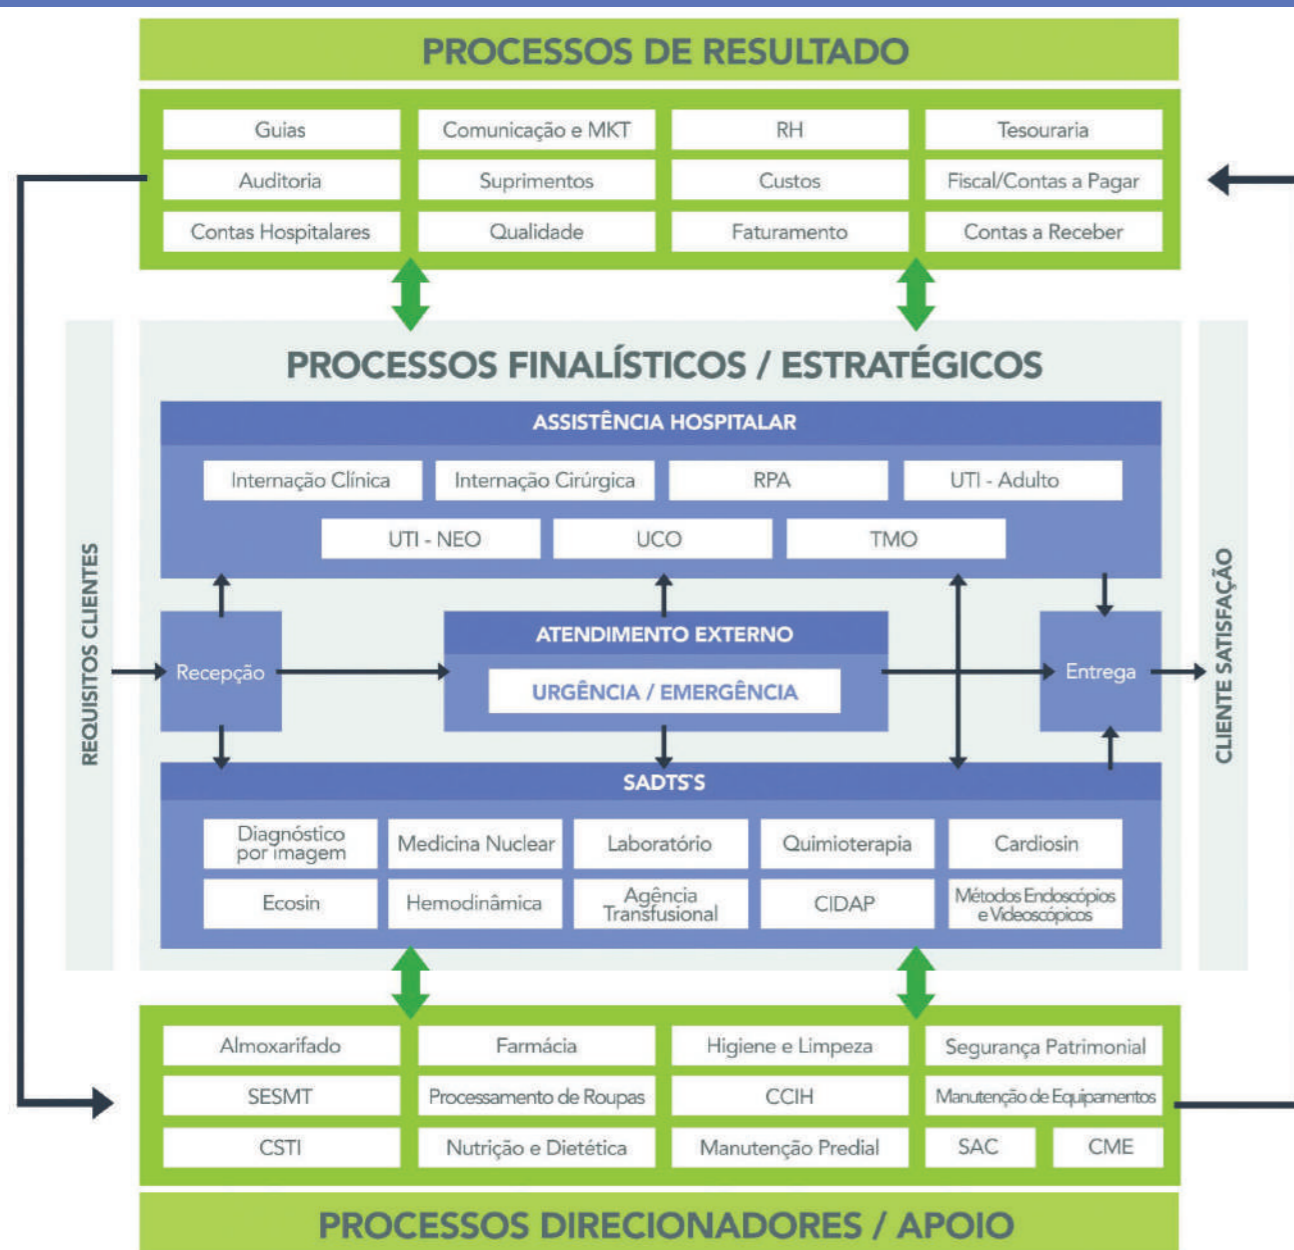 PROCESSOS DE RESULTADO
Guias
Comunicação e MKT
RH
Tesouraria
Auditoria
Suprimentos
Custos
Fiscal/Contas a Pagar
Contas Hospitalares
Qualidade
Faturamento
Contas a Receber
REQUISITOS CLIENTES
PROCESSOS FINALÍSTICOS / ESTRATÉGICOS
ASSISTÊNCIA HOSPITALAR
Internação Clínica
Internação Cirúrgica
RPA
UTI - Adulto
UTI - NEO
UCO
TMO
Recepção
ATENDIMENTO EXTERNO
URGÊNCIA / EMERGÊNCIA
Entrega
SADTS`S
Diagnóstico
por imagem
Medicina Nuclear
Laboratório
Quimioterapia
Cardiosin
Ecosin
Hemodinâmica
Agência
Transfusional
CIDAP
Métodos Endoscópios
e Videoscópicos
CLIENTE SATISFAÇÃO
Almoxarifado
Farmácia
Higiene e Limpeza
Segurança Patrimonial
SESMT
Processamento de Roupas
CCIH
Manutenção de Equipamentos
CSTI
Nutrição e Dietética
Manutenção Predial
SAC
CME
PROCESSOS DIRECIONADORES / APOIO